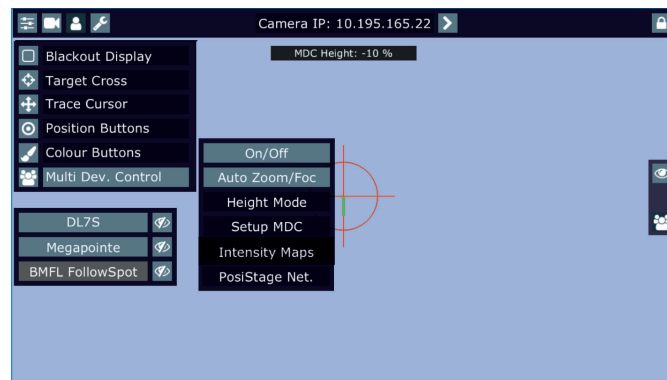 Camera IP: 10.195.165.22
MDC Height: -10 %
Blackout Display
Target Cross
Trace Cursor
Position Buttons
Colour Buttons
Multi Dev. Control
On/Off
Auto Zoom/Foc
Height Mode
Setup MDC
Intensity Maps
PosiStage Net.
DL7S
Megapointe
BMFL FollowSpot